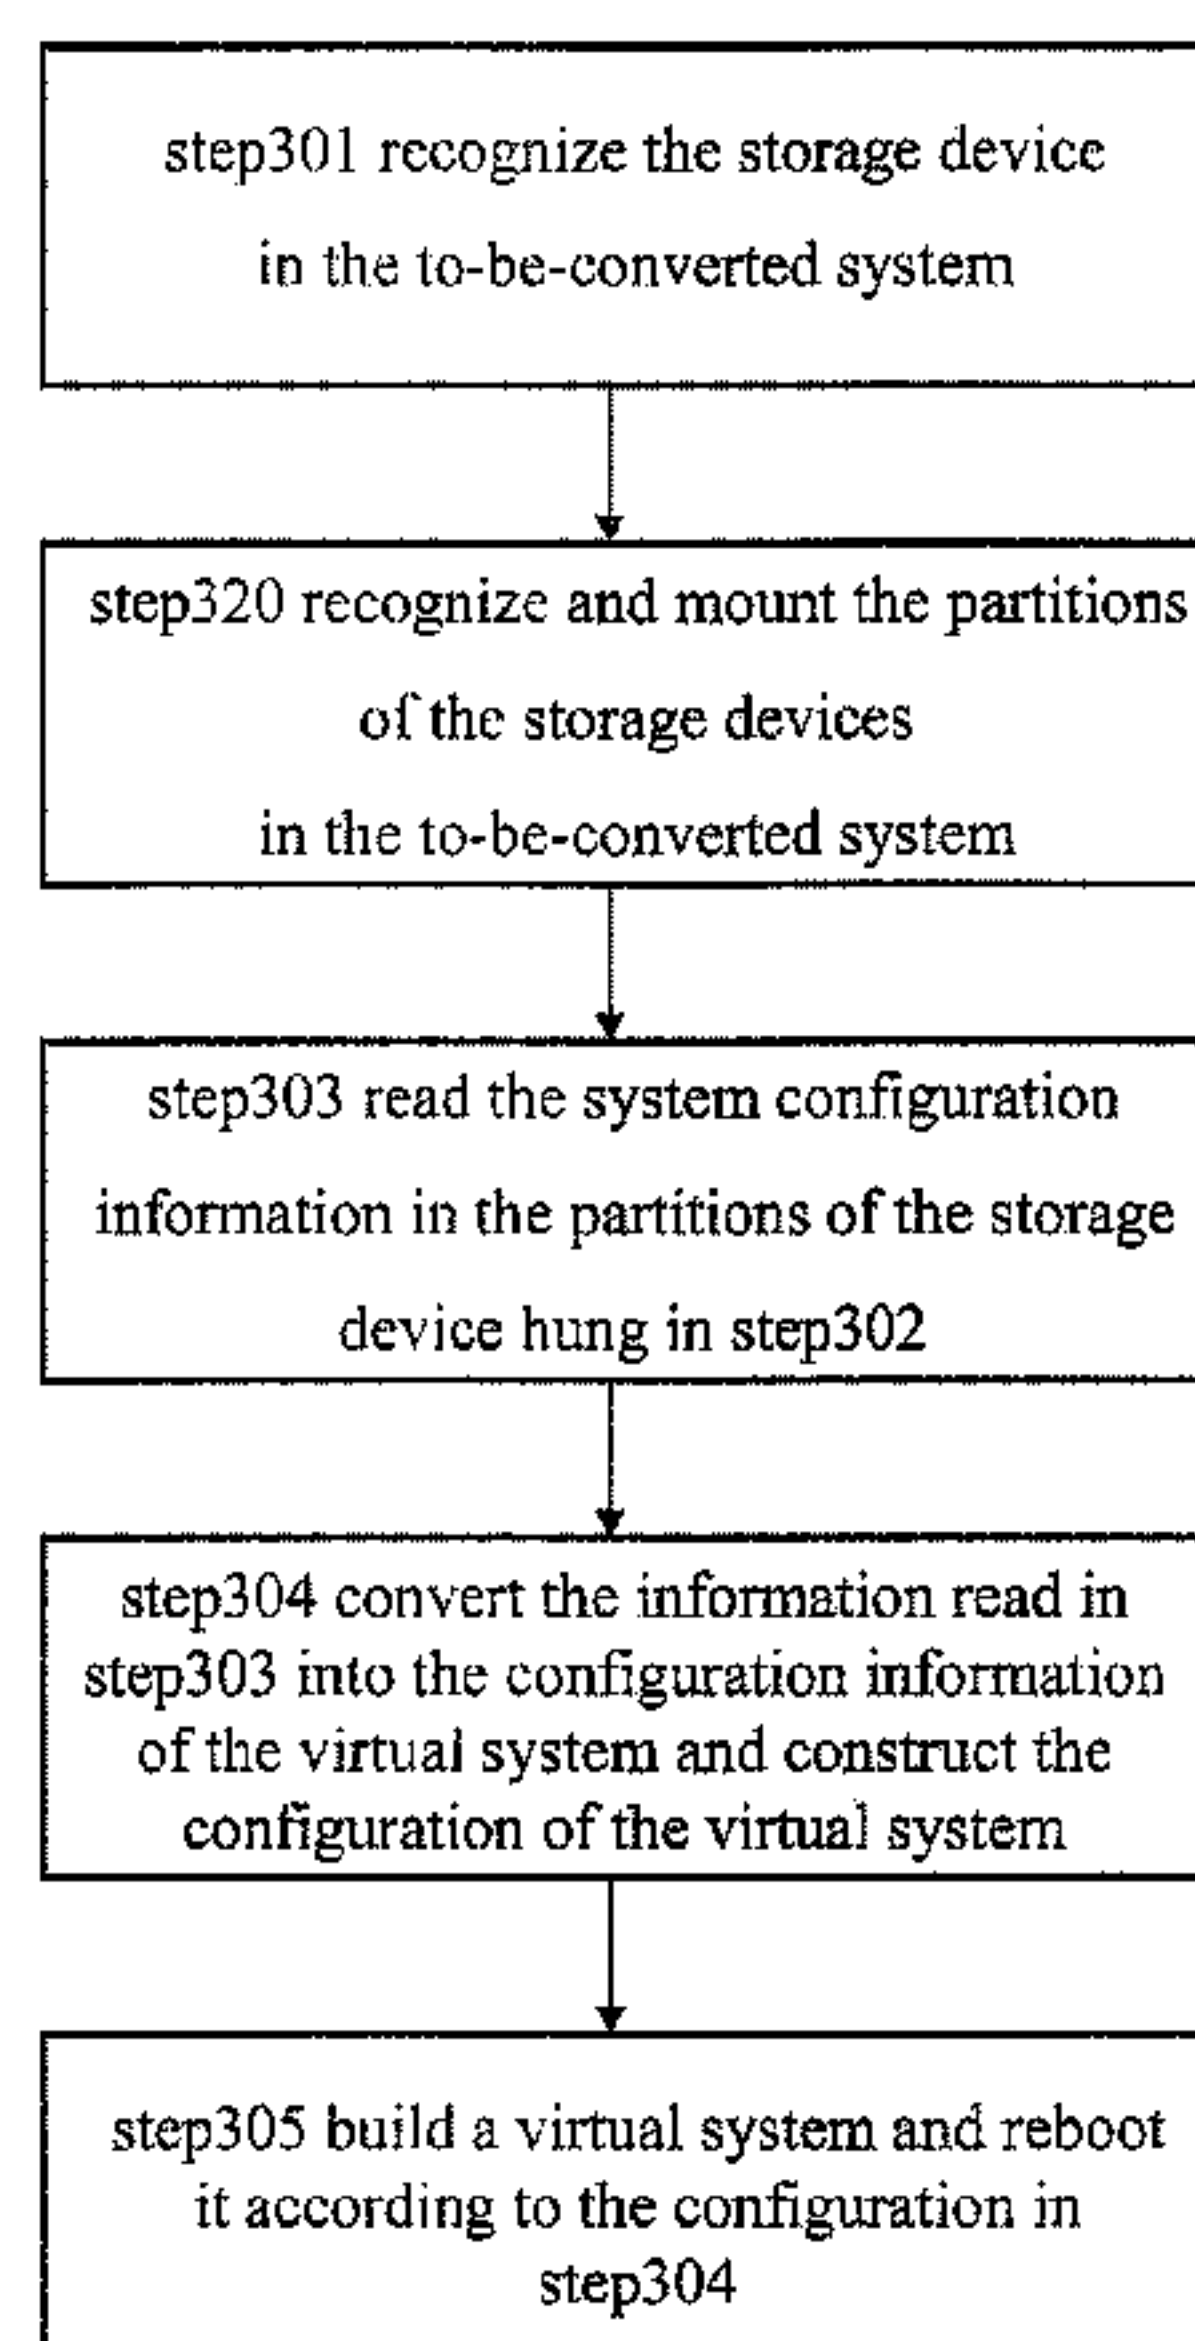 step301 recognize the storage device
in the to-be-converted system
step320 recognize and mount the partitions
of the storage devices
in the to-be-converted system
step303 read the system configuration
information in the partitions of the storage
device hung in step302
step304 convert the information read in
step303 into the configuration information
of the virtual system and construct the
configuration of the virtual system
step305 build a virtual system and reboot
it according to the configuration in
step304